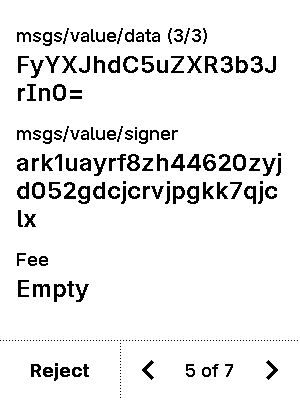 msgs/value/data (3/3)
FyYXJhdC5uZXR3b3J
rIn0=
msgs/value/signer
ark1uayrf8zh44620zyj
d052gdcjcrvjpgkk7qjc
lx
Fee
Empty
Reject
5 of 7